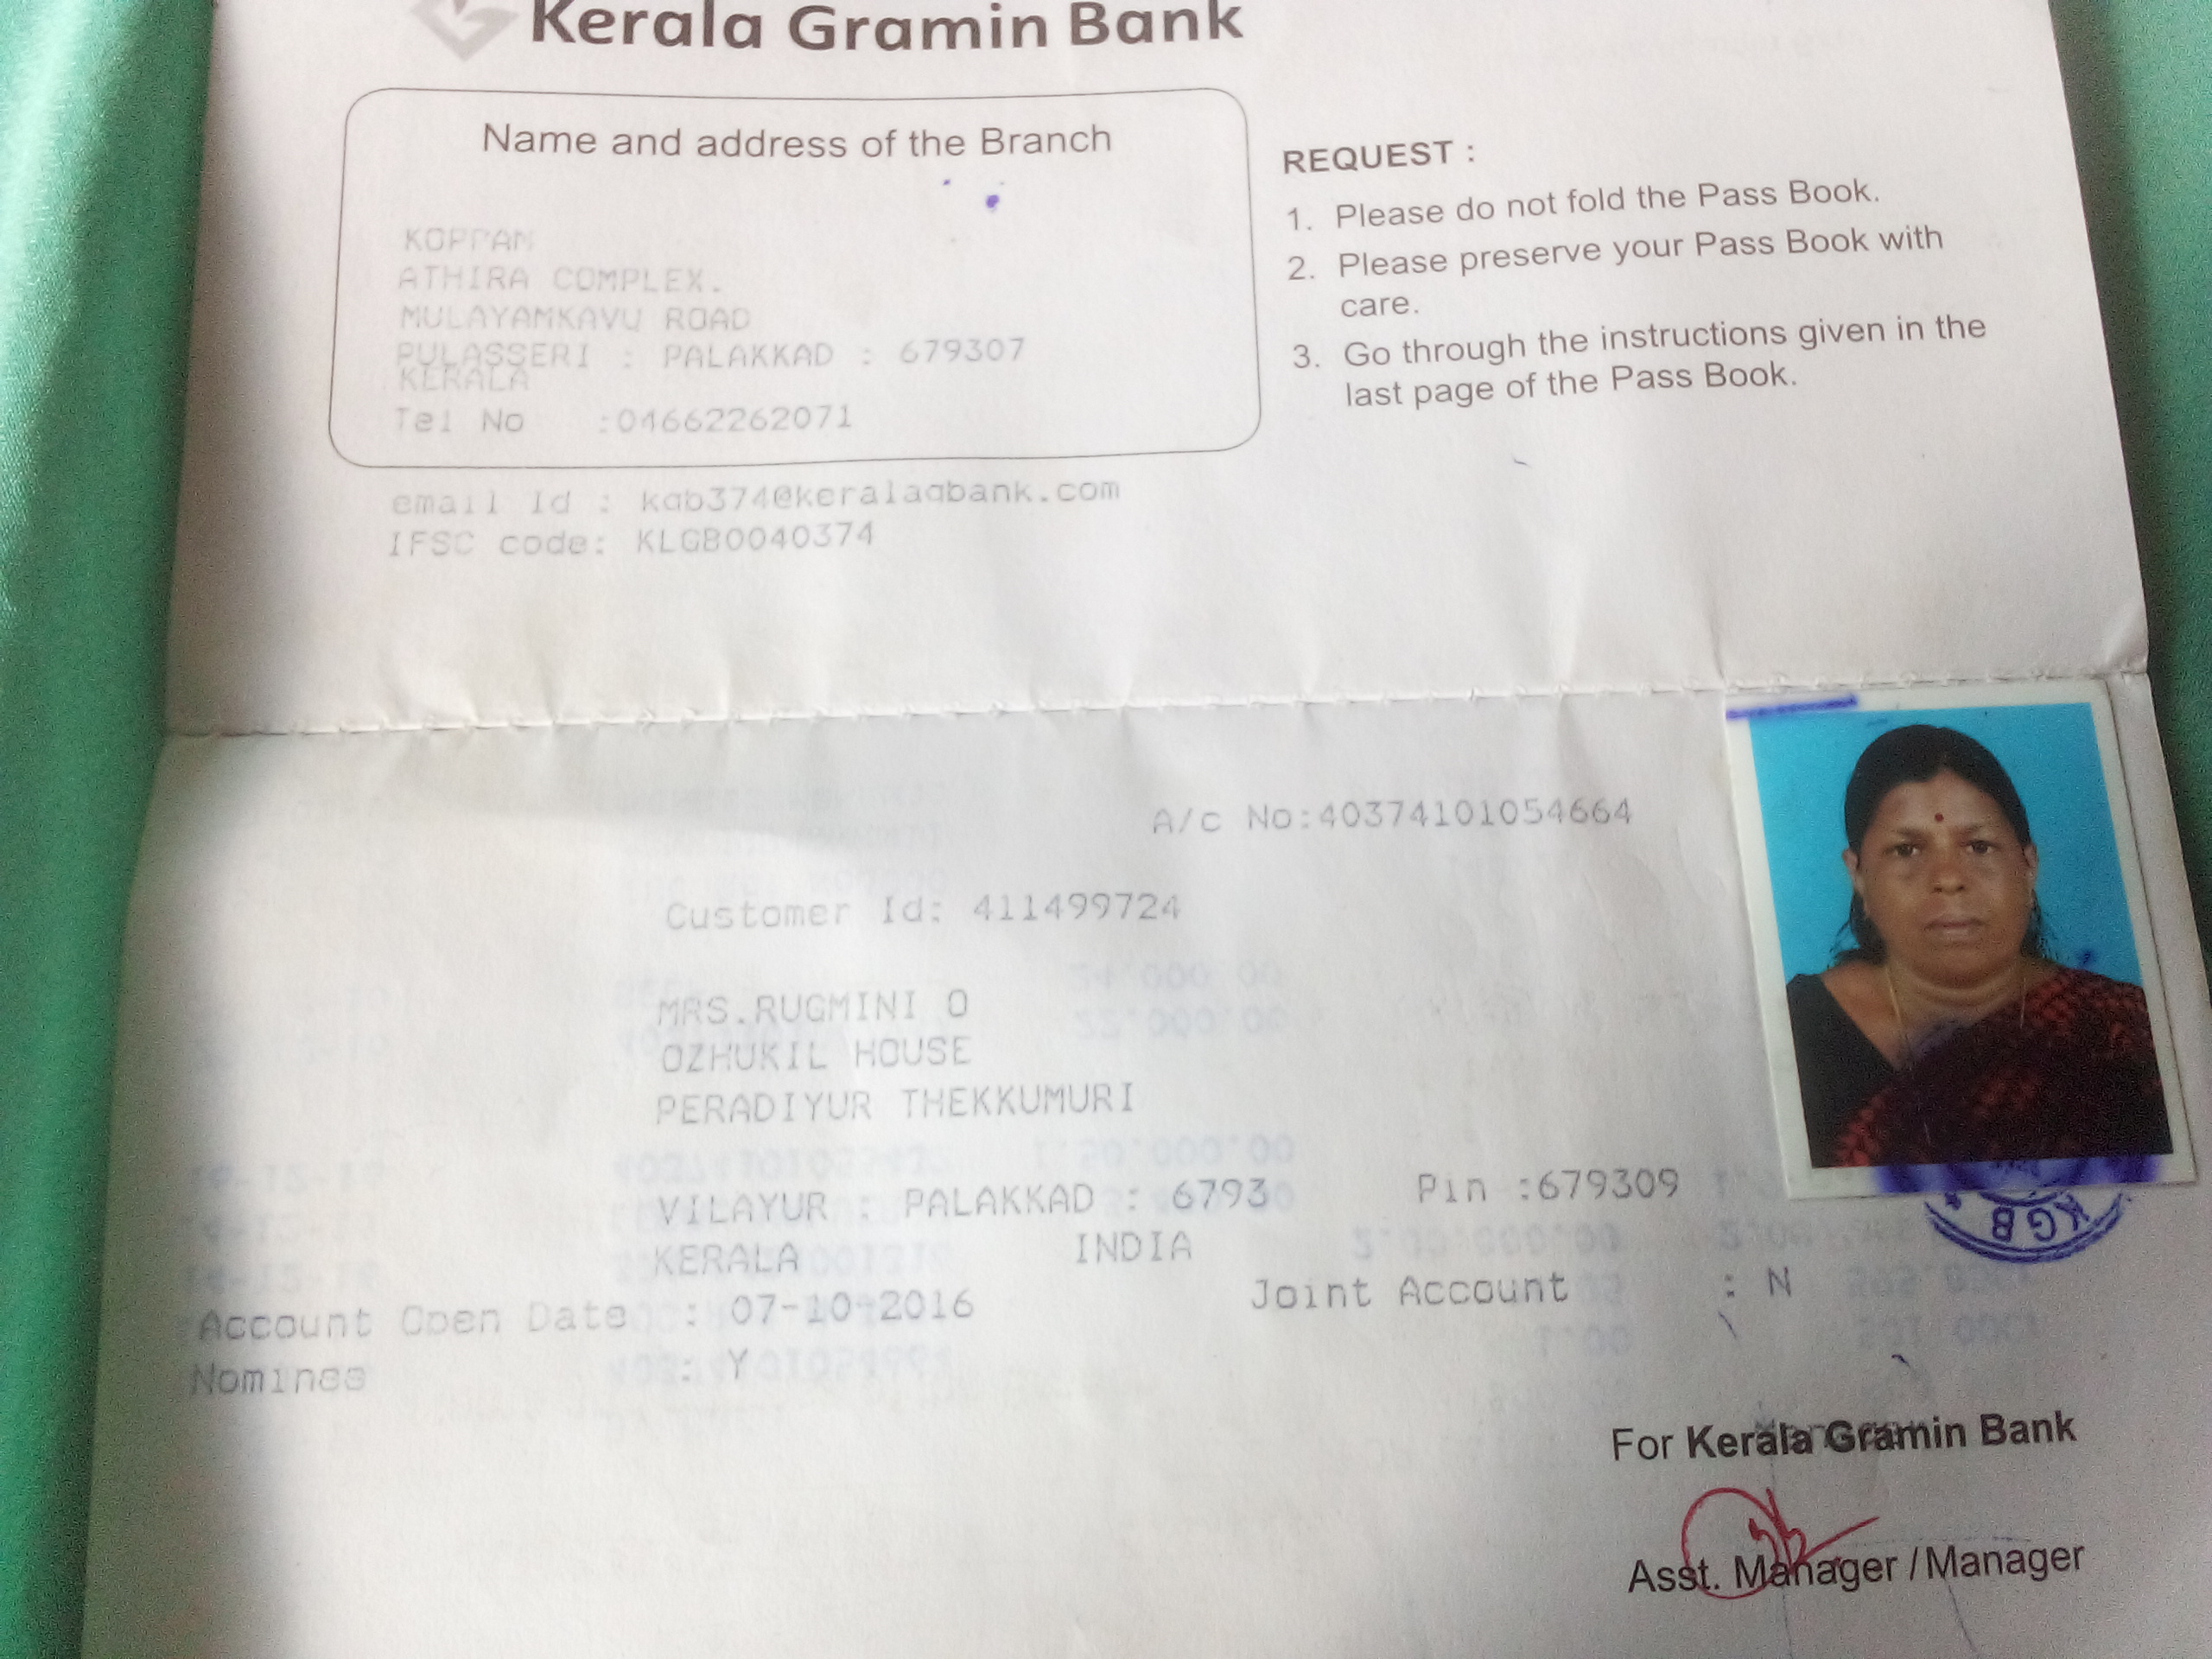 Kerala Gramin Bank
Name and address of the Branch
KOPPAM
ATHIRA COMPLEX.
MULAYAMKAVU ROAD
PULASSERI : PALAKKAD : 679307
KERALA
Tel No :04662262071
email Id : kgb374@keralagbank.com
IFSC code: KLGB0040374
REQUEST :
1. Please do not fold the Pass Book.
2. Please preserve your Pass Book with
care.
3. Go through the instructions given in the
last page of the Pass Book.
A/c No:40374101054664
Customer Id: 411499724
MRS.RUGMINI O
OZHUKIL HOUSE
PERADIYUR THEKKUMURI
VILAYUR : PALAKKAD : 6793
Pin :679309
KERALA INDIA
Joint Account : N
Account Open Date : 07-10-2016
Nominee : Y
KGB
For Kerala Gramin Bank
Asst. Manager / Manager